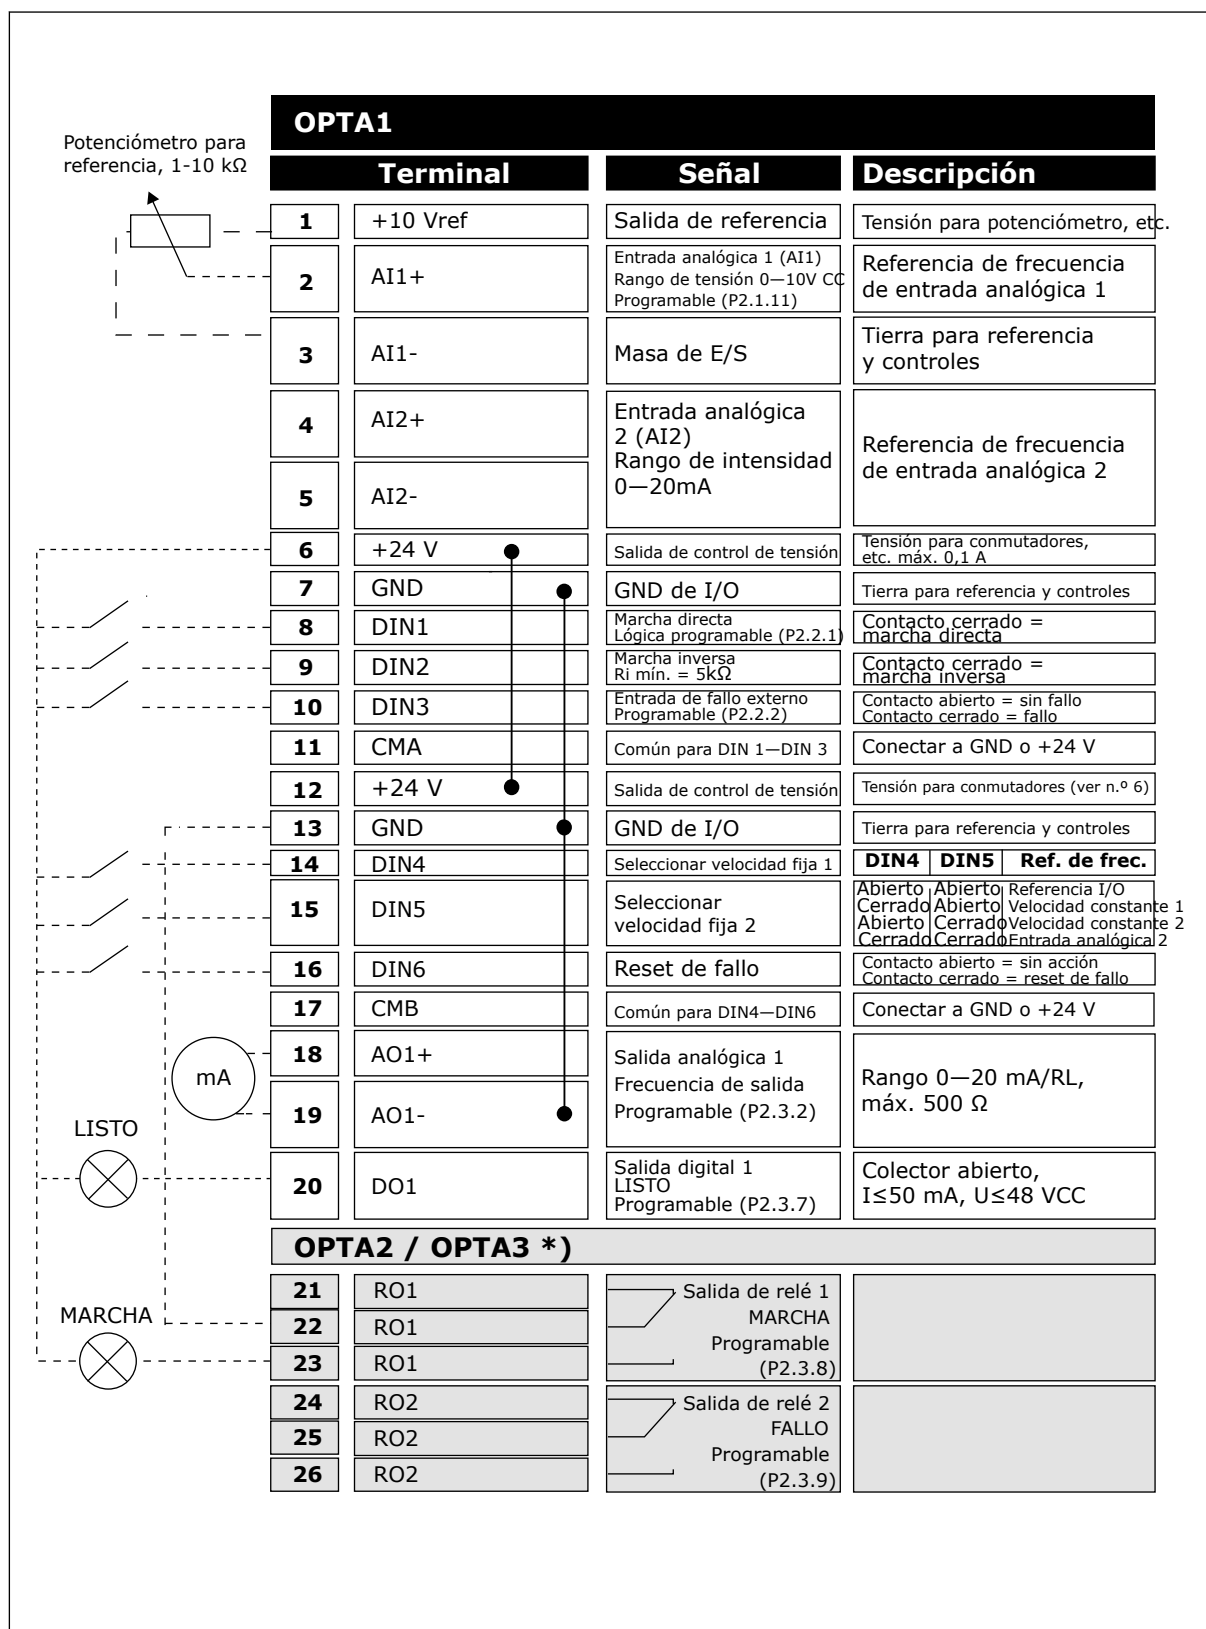 OPTA1
Potenciómetro para
referencia, 1-10 kΩ
Terminal
Señal
Descripción
1
+10 Vref
Salida de referencia
Tensión para potenciómetro, etc.
2
AI1+
Entrada analógica 1 (AI1)
Rango de tensión 0—10V CC
Programable (P2.1.11)
Referencia de frecuencia
de entrada analógica 1
3
AI1-
Masa de E/S
Tierra para referencia
y controles
4
AI2+
Entrada analógica
2 (AI2)
Rango de intensidad
0—20mA
Referencia de frecuencia
de entrada analógica 2
5
AI2-
6
+24 V
Salida de control de tensión
Tensión para conmutadores,
etc. máx. 0,1 A
7
GND
GND de I/O
Tierra para referencia y controles
8
DIN1
Marcha directa
Lógica programable (P2.2.1)
Contacto cerrado =
marcha directa
9
DIN2
Marcha inversa
Ri mín. = 5kΩ
Contacto cerrado =
marcha inversa
10
DIN3
Entrada de fallo externo
Programable (P2.2.2)
Contacto abierto = sin fallo
Contacto cerrado = fallo
11
CMA
Común para DIN 1—DIN 3
Conectar a GND o +24 V
12
+24 V
Salida de control de tensión
Tensión para conmutadores (ver n.º 6)
13
GND
GND de I/O
Tierra para referencia y controles
14
DIN4
Seleccionar velocidad fija 1
DIN4 DIN5 Ref. de frec.
15
DIN5
Seleccionar
velocidad fija 2
Abierto Abierto Referencia I/O
Cerrado Abierto Velocidad constante 1
Abierto Cerrado Velocidad constante 2
Cerrado Cerrado Entrada analógica 2
16
DIN6
Reset de fallo
Contacto abierto = sin acción
Contacto cerrado = reset de fallo
17
CMB
Común para DIN4—DIN6
Conectar a GND o +24 V
mA
18
AO1+
Salida analógica 1
Frecuencia de salida
Programable (P2.3.2)
Rango 0—20 mA/RL,
máx. 500 Ω
19
AO1-
LISTO
20
DO1
Salida digital 1
LISTO
Programable (P2.3.7)
Colector abierto,
I≤50 mA, U≤48 VCC
OPTA2 / OPTA3 *)
21
RO1
Salida de relé 1
MARCHA
Programable
(P2.3.8)
MARCHA
22
RO1
23
RO1
24
RO2
Salida de relé 2
FALLO
Programable
(P2.3.9)
25
RO2
26
RO2